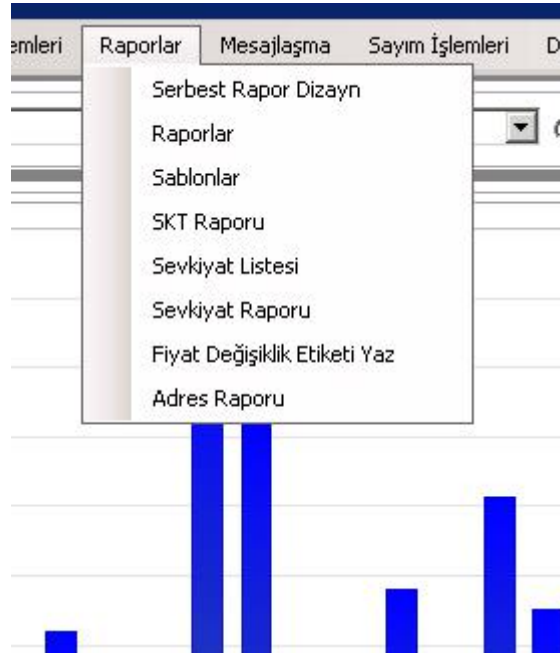 Raporlar Mesajlaşma Sayım İşlemleri
Serbest Rapor Dizayn
Raporlar
Sablonlar
SKT Raporu
Sevkiyat Listesi
Sevkiyat Raporu
Fiyat Değişiklik Etiketi Yaz
Adres Raporu